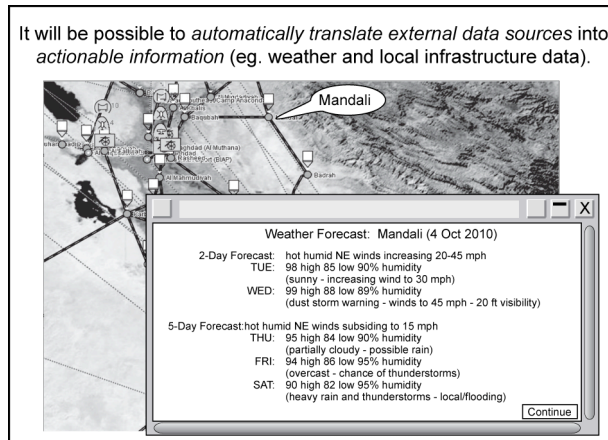 It will be possible to automatically translate external data sources into
actionable information (eg. weather and local infrastructure data).
Mandali
Camp Anacond
Baqubah
Baghdad (Al Muthana)
Rasheed
(BIAP)
Al Mahmudiyah
Badrah
X
Weather Forecast: Mandali (4 Oct 2010)
2-Day Forecast: hot humid NE winds increasing 20-45 mph
TUE: 98 high 85 low 90% humidity
(sunny - increasing wind to 30 mph)
WED: 99 high 88 low 89% humidity
(dust storm warning - winds to 45 mph - 20 ft visibility)
5-Day Forecast:hot humid NE winds subsiding to 15 mph
THU: 95 high 84 low 90% humidity
(partially cloudy - possible rain)
FRI: 94 high 86 low 95% humidity
(overcast - chance of thunderstorms)
SAT: 90 high 82 low 95% humidity
(heavy rain and thunderstorms - local/flooding)
Continue